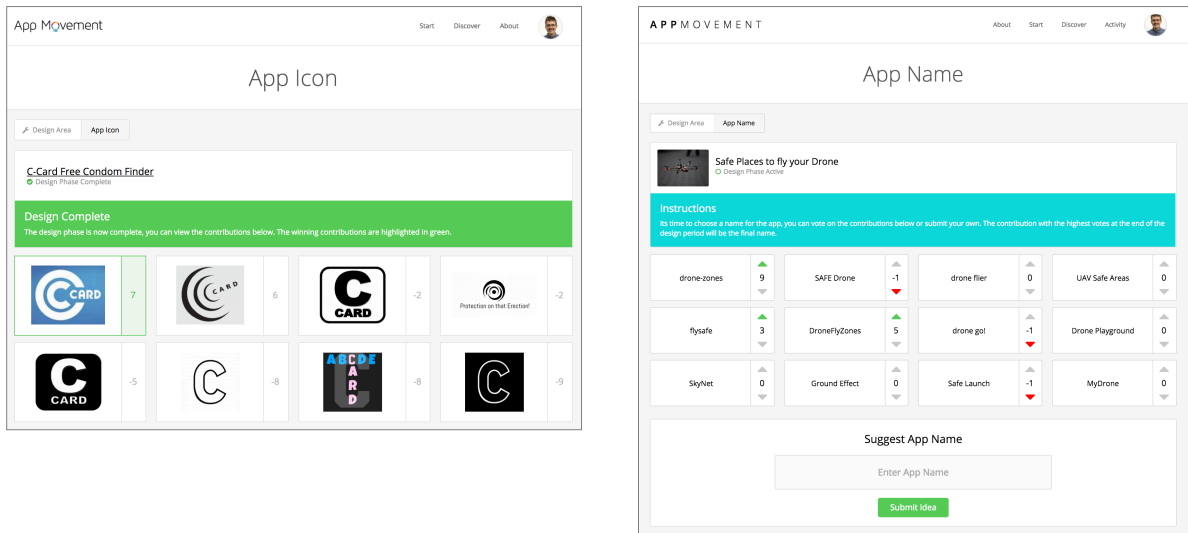 App Movement
Start Discover About
App Icon
Design Area App Icon
C-Card Free Condom Finder
Design Phase Complete
Design Complete
The design phase is now complete, you can view the contributions below. The winning contributions are highlighted in green.
C CARD 7
C CARD 6
C CARD -2
Protection on that Erection! -2
C CARD -5
C -8
ABCDE CARD -8
C -9
APPMOVEMENT
About Start Discover Activity
App Name
Design Area App Name
Safe Places to fly your Drone
Design Phase Active
Instructions
Its time to choose a name for the app, you can vote on the contributions below or submit your own. The contribution with the highest votes at the end of the
design period will be the final name.
drone-zones 9 SAFE Drone -1 drone flier 0 UAV Safe Areas 0
flysafe 3 DroneFlyZones 5 drone go! -1 Drone Playground 0
SkyNet 0 Ground Effect 0 Safe Launch -1 MyDrone 0
Suggest App Name
Enter App Name
Submit Idea